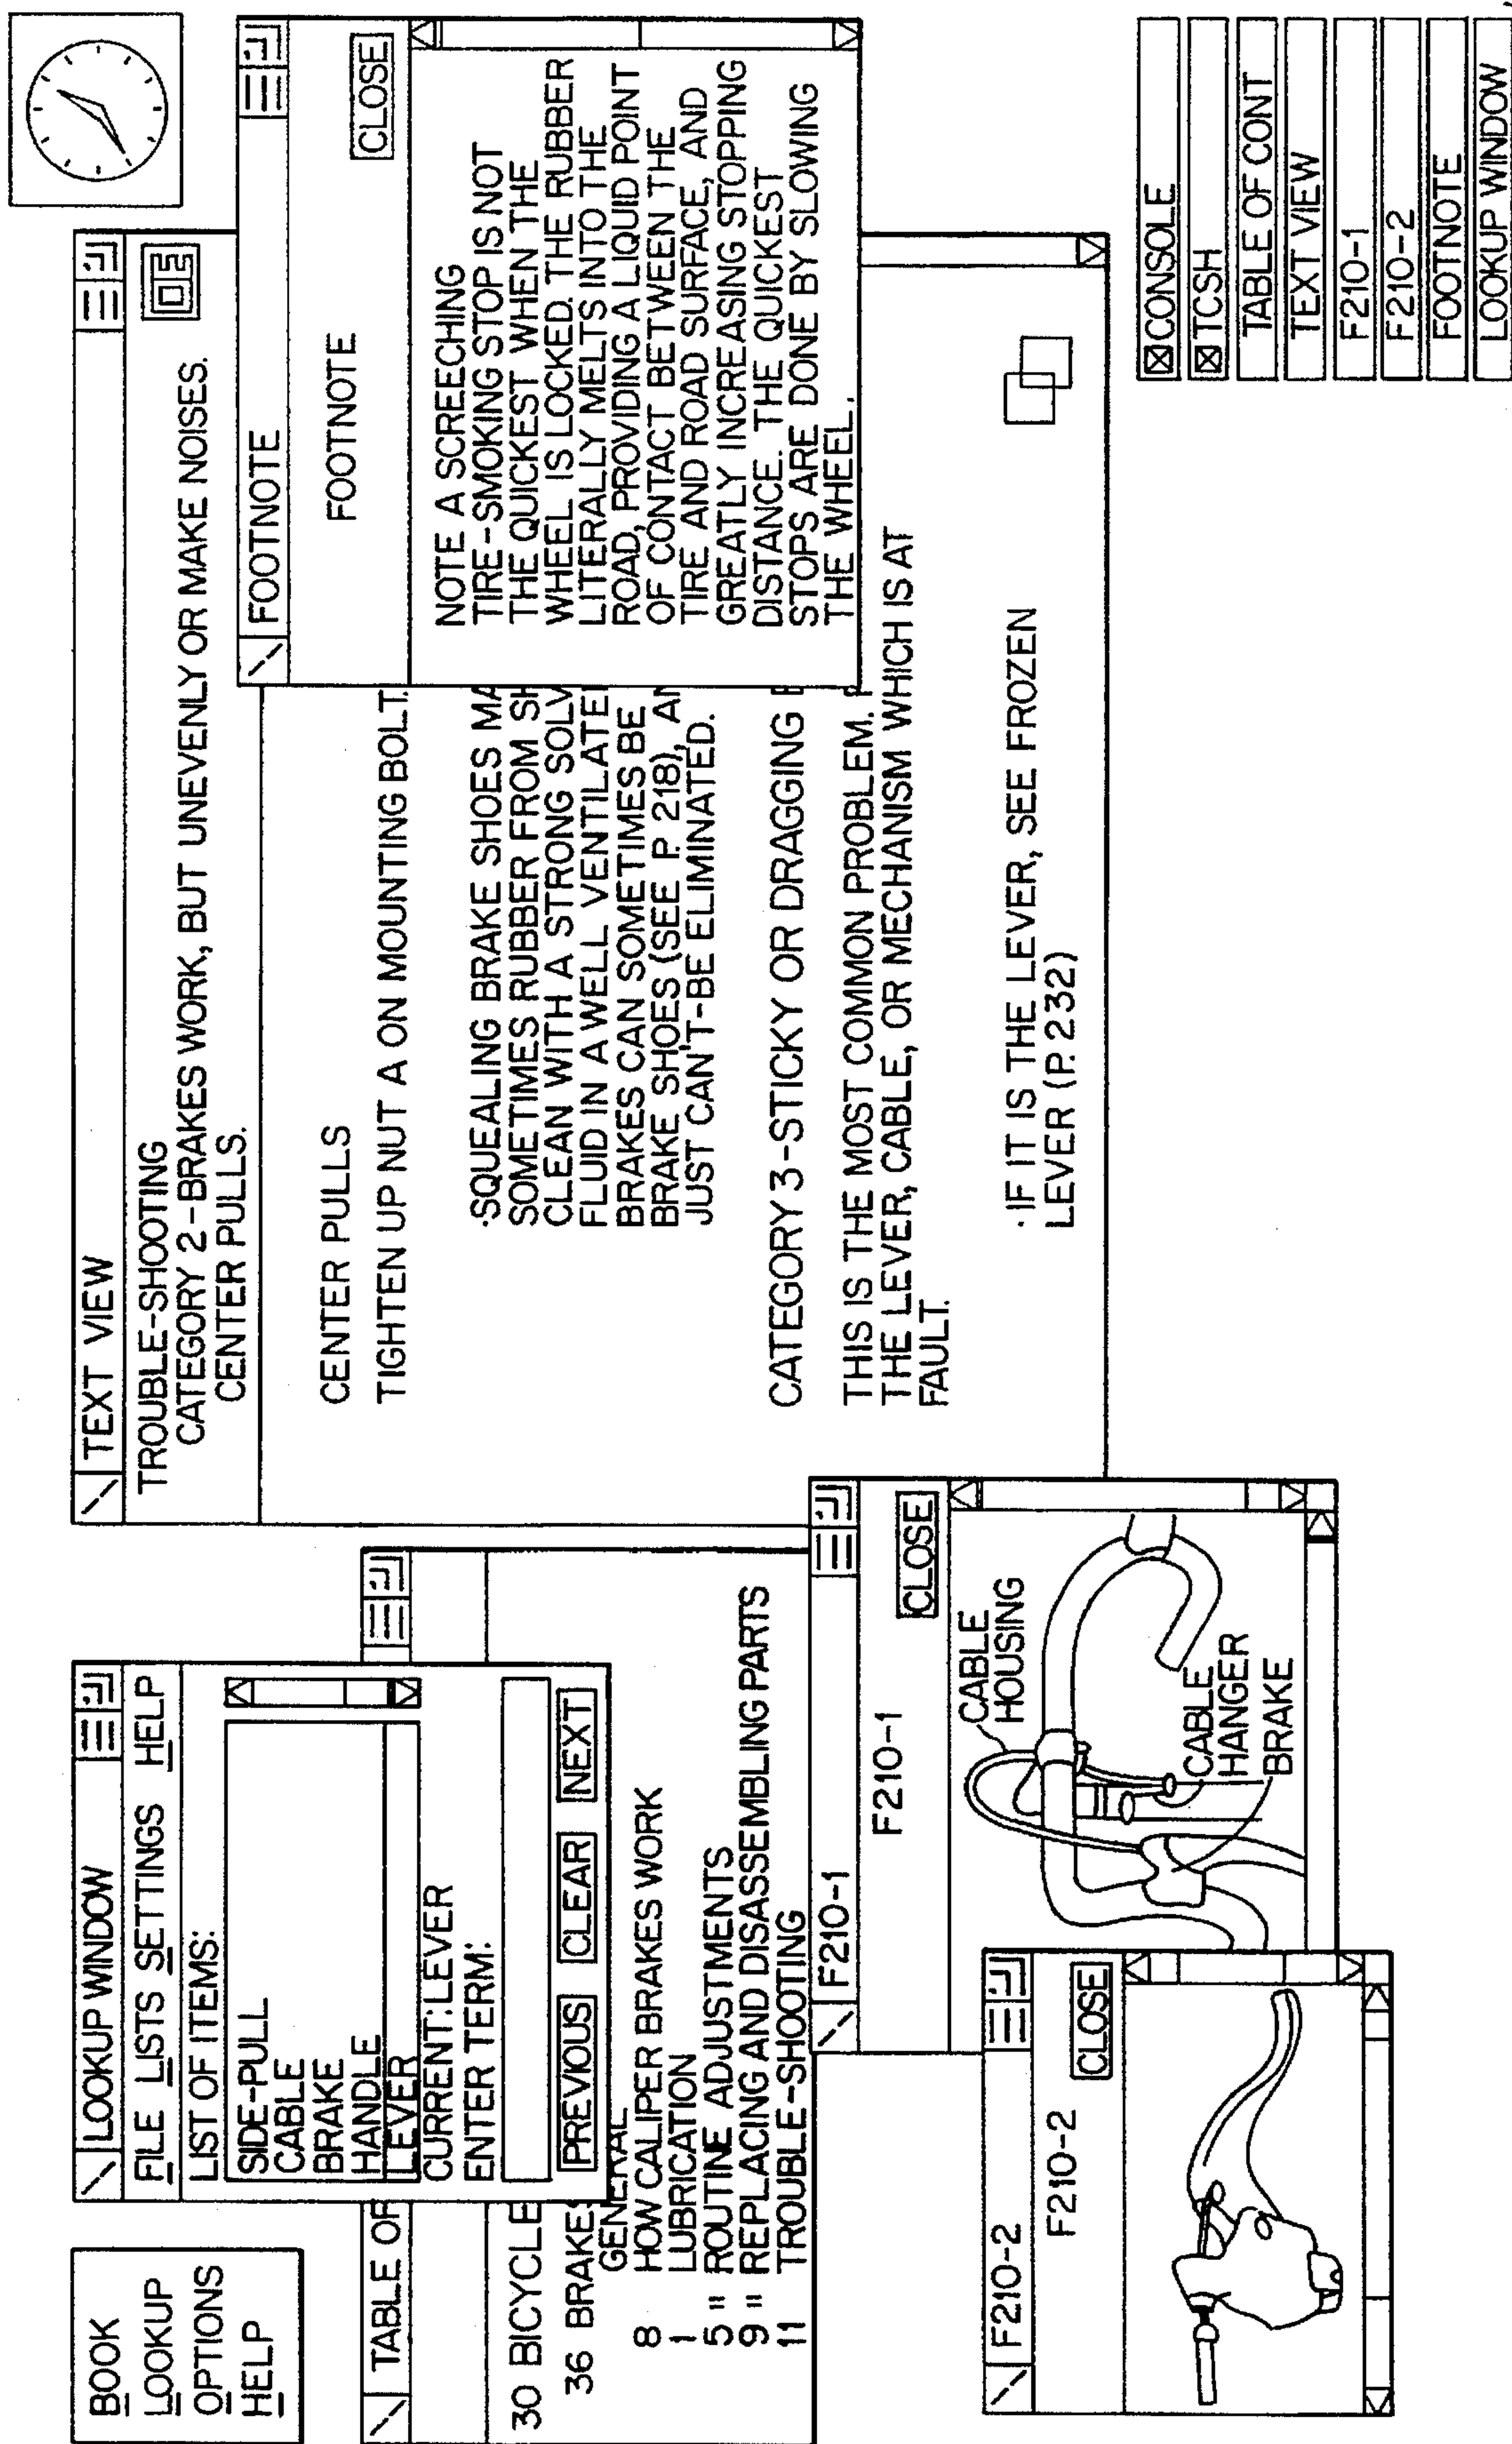 BOOK
LOOKUP
OPTIONS
HELP
LOOKUP WINDOW
FILE LISTS SETTINGS HELP
LIST OF ITEMS:
SIDE-PULL
CABLE
BRAKE
HANDLE
LEVER
CURRENT:LEVER
ENTER TERM:
PREVIOUS CLEAR NEXT
TABLE OF
30 BICYCLE
36 BRAKES
GENERAL
8 HOW CALIPER BRAKES WORK
1 LUBRICATION
5 " ROUTINE ADJUSTMENTS
9 " REPLACING AND DISASSEMBLING PARTS
11 TROUBLE-SHOOTING
TEXT VIEW
TROUBLE-SHOOTING
CATEGORY 2-BRAKES WORK, BUT UNEVENLY OR MAKE NOISES.
CENTER PULLS.
CENTER PULLS
TIGHTEN UP NUT A ON MOUNTING BOLT.
·SQUEALING BRAKE SHOES MA
SOMETIMES RUBBER FROM SH
CLEAN WITH A STRONG SOLV
FLUID IN A WELL VENTILATE
BRAKES CAN SOMETIMES BE
BRAKE SHOES (SEE P. 218), AN
JUST CAN'T-BE ELIMINATED.
CATEGORY 3-STICKY OR DRAGGING
THIS IS THE MOST COMMON PROBLEM.
THE LEVER, CABLE, OR MECHANISM WHICH IS AT
FAULT.
·IF IT IS THE LEVER, SEE FROZEN
LEVER (P. 232)
FOOTNOTE
FOOTNOTE
CLOSE
NOTE A SCREECHING
TIRE-SMOKING STOP IS NOT
THE QUICKEST WHEN THE
WHEEL IS LOCKED. THE RUBBER
LITERALLY MELTS INTO THE
ROAD, PROVIDING A LIQUID POINT
OF CONTACT BETWEEN THE
TIRE AND ROAD SURFACE, AND
GREATLY INCREASING STOPPING
DISTANCE. THE QUICKEST
STOPS ARE DONE BY SLOWING
THE WHEEL.
F210-1
F210-1
CLOSE
CABLE
HOUSING
CABLE
HANGER
BRAKE
F210-2
F210-2
CLOSE
CONSOLE
TCSH
TABLE OF CONT
TEXT VIEW
F210-1
F210-2
FOOTNOTE
LOOKUP WINDOW